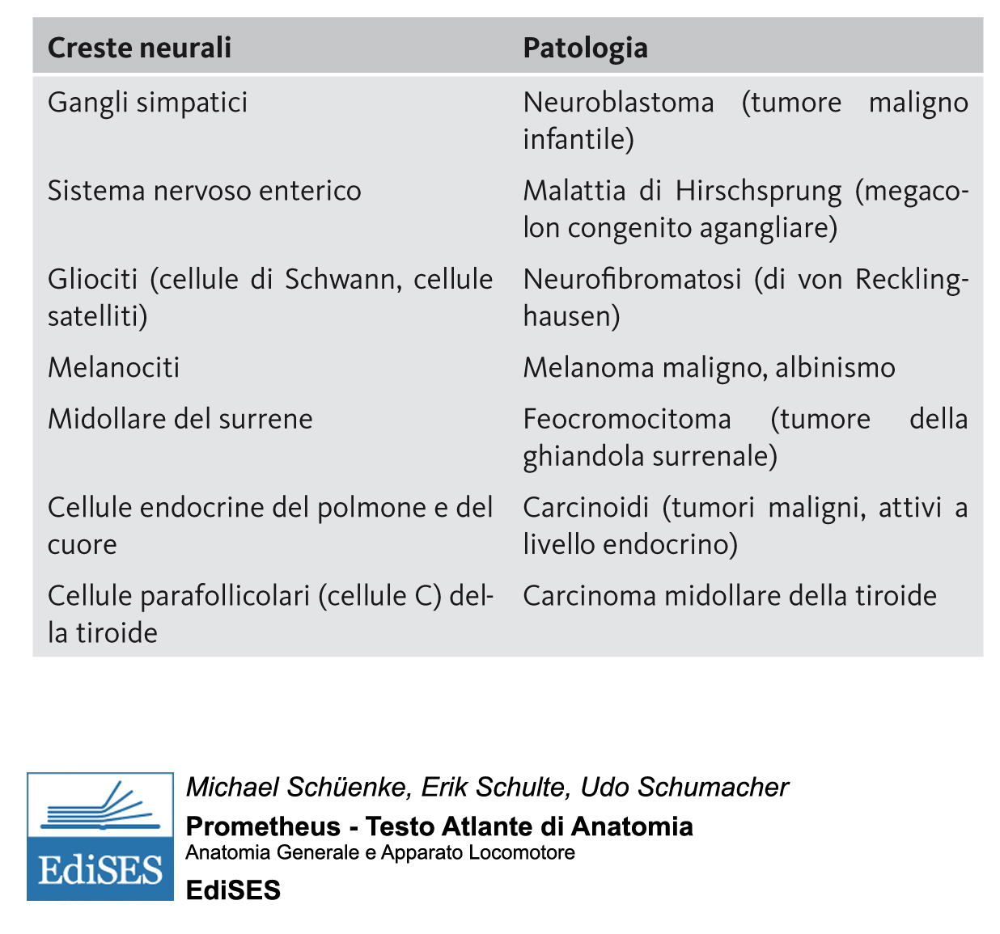 Creste neurali Patologia
Gangli simpatici Neuroblastoma (tumore maligno
infantile)
Sistema nervoso enterico Malattia di Hirschsprung (megaco-
lon congenito agangliare)
Gliociti (cellule di Schwann, cellule Neurofibromatosi (di von Reckling-
satelliti) hausen)
Melanociti Melanoma maligno, albinismo
Midollare del surrene Feocromocitoma (tumore della
ghiandola surrenale)
Cellule endocrine del polmone e del Carcinoidi (tumori maligni, attivi a
cuore livello endocrino)
Cellule parafollicolari (cellule C) del- Carcinoma midollare della tiroide
la tiroide
Michael Schüenke, Erik Schulte, Udo Schumacher
Prometheus - Testo Atlante di Anatomia
Anatomia Generale e Apparato Locomotore
EdiSES
EdiSES